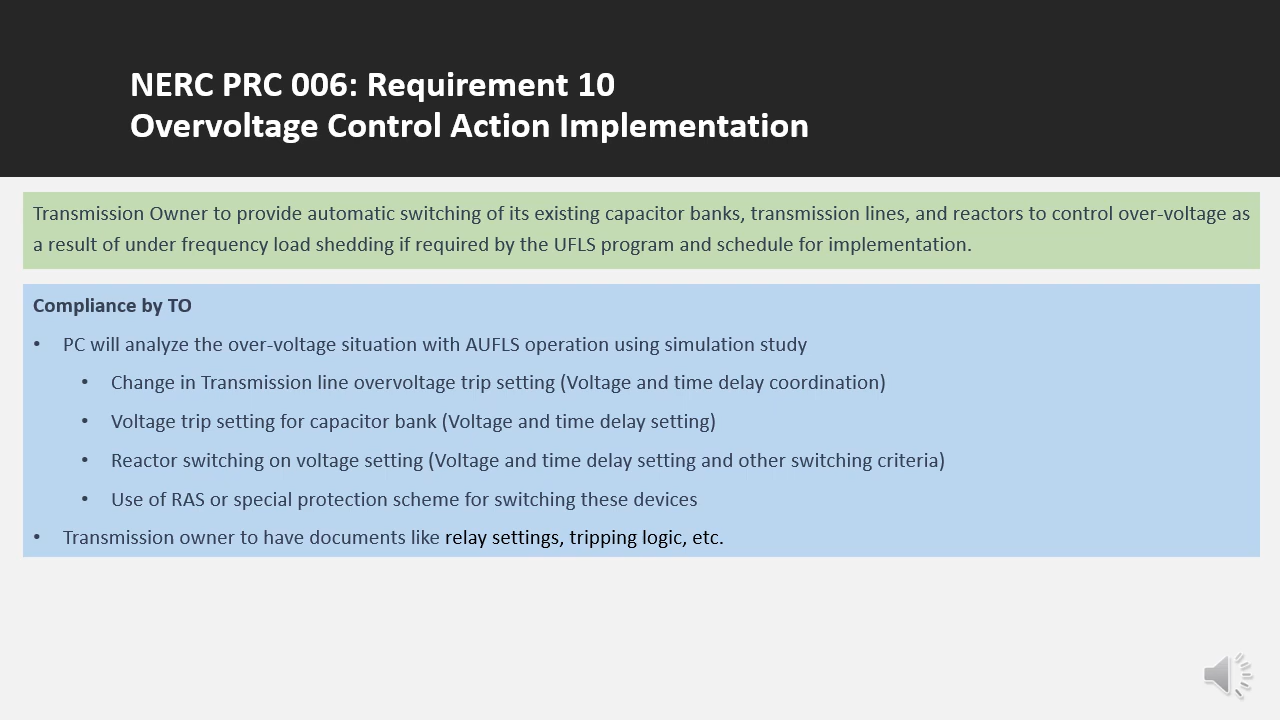 NERC PRC 006: Requirement 10
Overvoltage Control Action Implementation
Transmission Owner to provide automatic switching of its existing capacitor banks, transmission lines, and reactors to control over-voltage as
a result of under frequency load shedding if required by the UFLS program and schedule for implementation.
Compliance by TO
• PC will analyze the over-voltage situation with AUFLS operation using simulation study
• Change in Transmission line overvoltage trip setting (Voltage and time delay coordination)
• Voltage trip setting for capacitor bank (Voltage and time delay setting)
• Reactor switching on voltage setting (Voltage and time delay setting and other switching criteria)
• Use of RAS or special protection scheme for switching these devices
• Transmission owner to have documents like relay settings, tripping logic, etc.